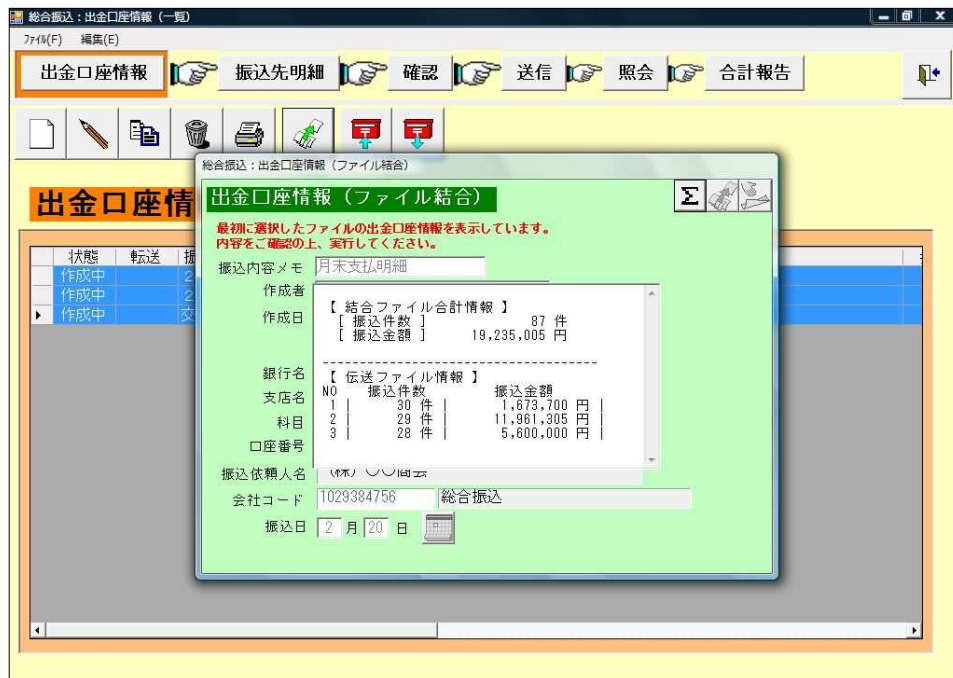 総合振込：出金口座情報（一覧）
ﾌｧｲﾙ(F) 編集(E)
出金口座情報 振込先明細 確認 送信 照会 合計報告
総合振込：出金口座情報（ファイル結合）
出金口座情
出金口座情報（ファイル結合） Σ
最初に選択したファイルの出金口座情報を表示しています。
内容をご確認の上、実行してください。
状態 転送 振
作成中 2
作成中 2
作成中 交
振込内容メモ 月末支払明細
作成者
作成日
【 結合ファイル合計情報 】
[ 振込件数 ] 87 件
[ 振込金額 ] 19,235,005 円
------------------------------------
【 伝送ファイル情報 】
NO 振込件数 振込金額
1 | 30 件 | 1,673,700 円 |
2 | 29 件 | 11,961,305 円 |
3 | 28 件 | 5,600,000 円 |
銀行名
支店名
科目
口座番号
振込依頼人名 （株）〇〇商会
会社コード 1029384756 総合振込
振込日 2 月 20 日